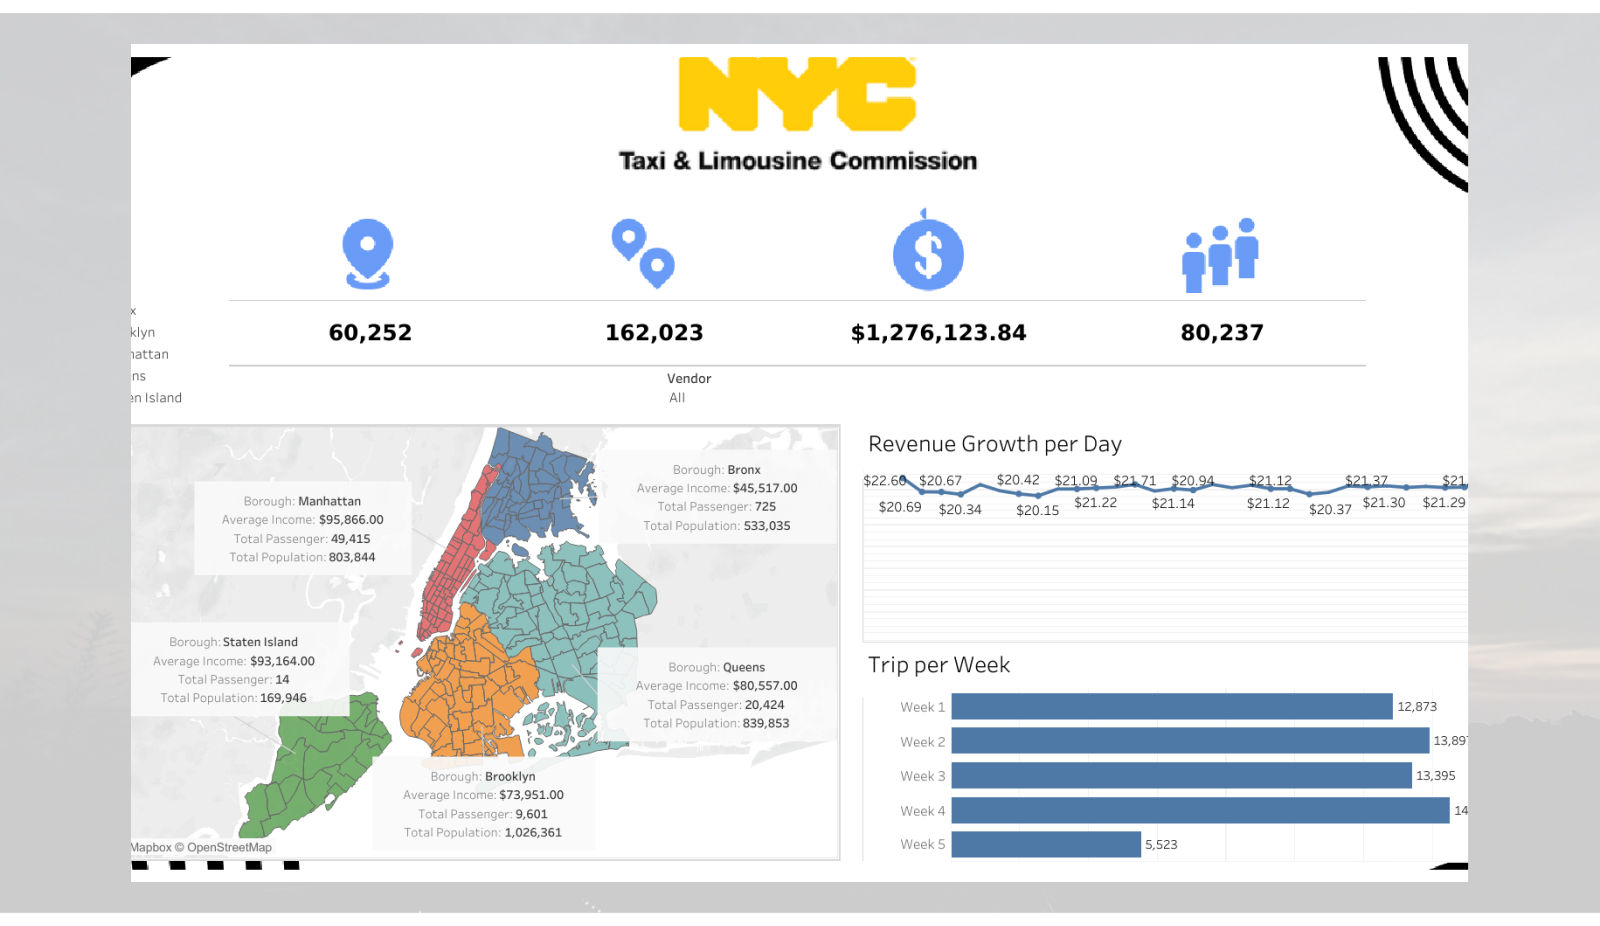 NYC
Taxi & Limousine Commission
60,252 162,023 $1,276,123.84 80,237
x
klyn
hattan
ns
en Island
Vendor
All
Borough: Manhattan
Average Income: $95,866.00
Total Passenger: 49,415
Total Population: 803,844
Borough: Bronx
Average Income: $45,517.00
Total Passenger: 725
Total Population: 533,035
Borough: Staten Island
Average Income: $93,164.00
Total Passenger: 14
Total Population: 169,946
Borough: Queens
Average Income: $80,557.00
Total Passenger: 20,424
Total Population: 839,853
Borough: Brooklyn
Average Income: $73,951.00
Total Passenger: 9,601
Total Population: 1,026,361
Mapbox © OpenStreetMap
Revenue Growth per Day
$22.66 $20.67 $20.42 $21.09 $21.71 $20.94 $21.12 $21.37 $21
$20.69 $20.34 $20.15 $21.22 $21.14 $21.12 $20.37 $21.30 $21.29
Trip per Week
Week 1 12,873
Week 2 13,897
Week 3 13,395
Week 4 14
Week 5 5,523